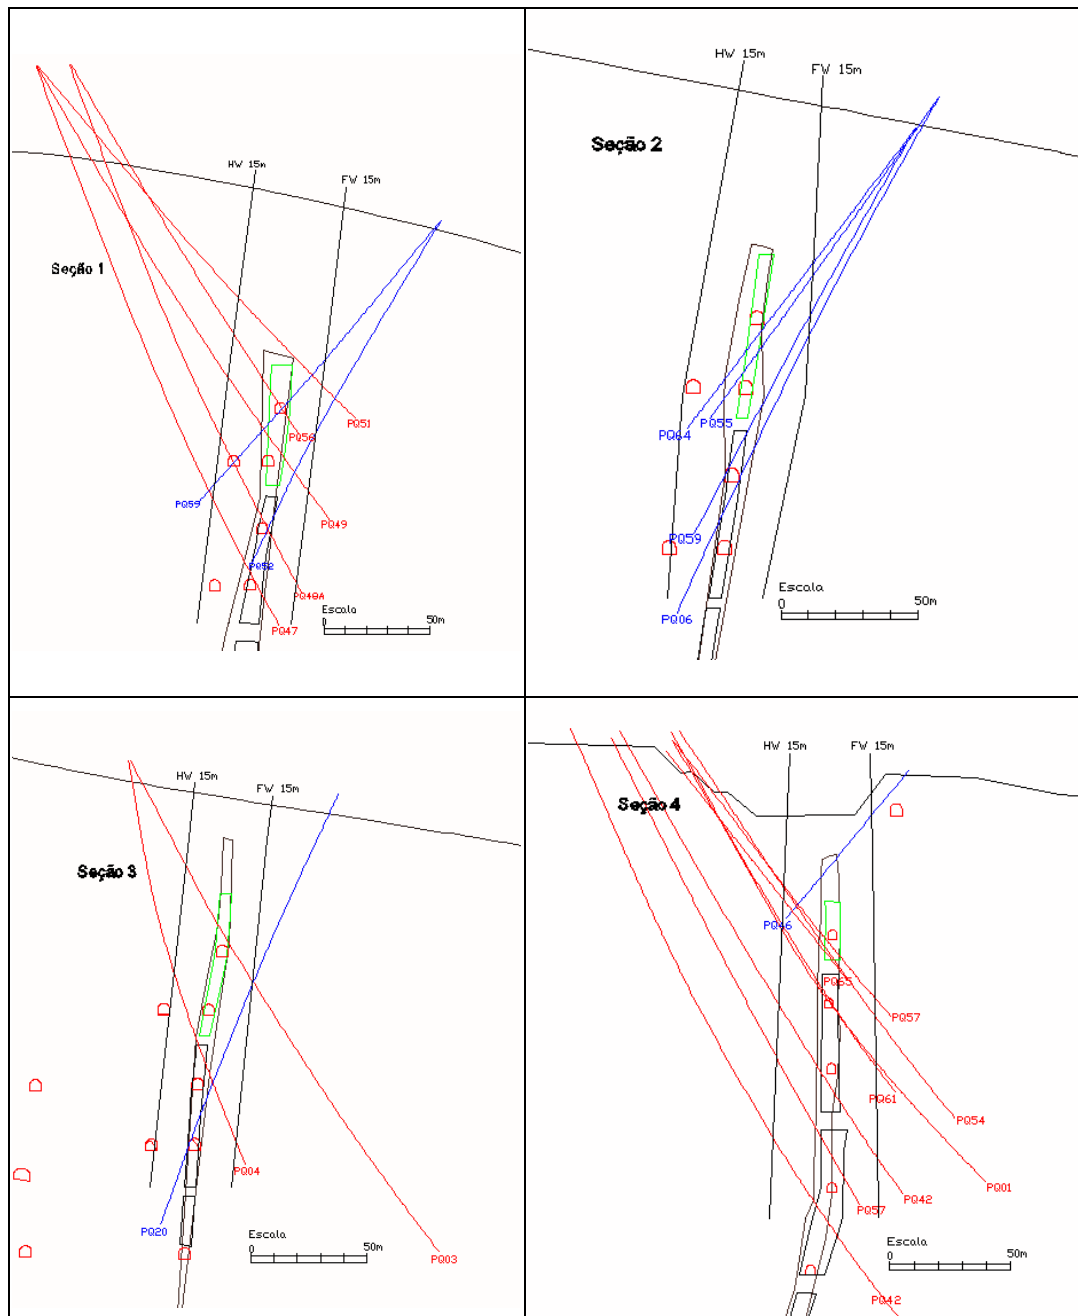 HW 15m
FW 15m
Seção 1
PQ51
PQ56
PQ59
PQ49
PQ52
PQ48A
PQ47
Escala
0
50m
HW 15m
FW 15m
Seção 2
PQ64
PQ55
PQ59
PQ06
Escala
0
50m
HW 15m
FW 15m
Seção 3
PQ04
PQ20
PQ03
Escala
0
50m
HW 15m
FW 15m
Seção 4
PQ46
PQ65
PQ57
PQ61
PQ54
PQ01
PQ42
PQ57
PQ42
Escala
0
50m